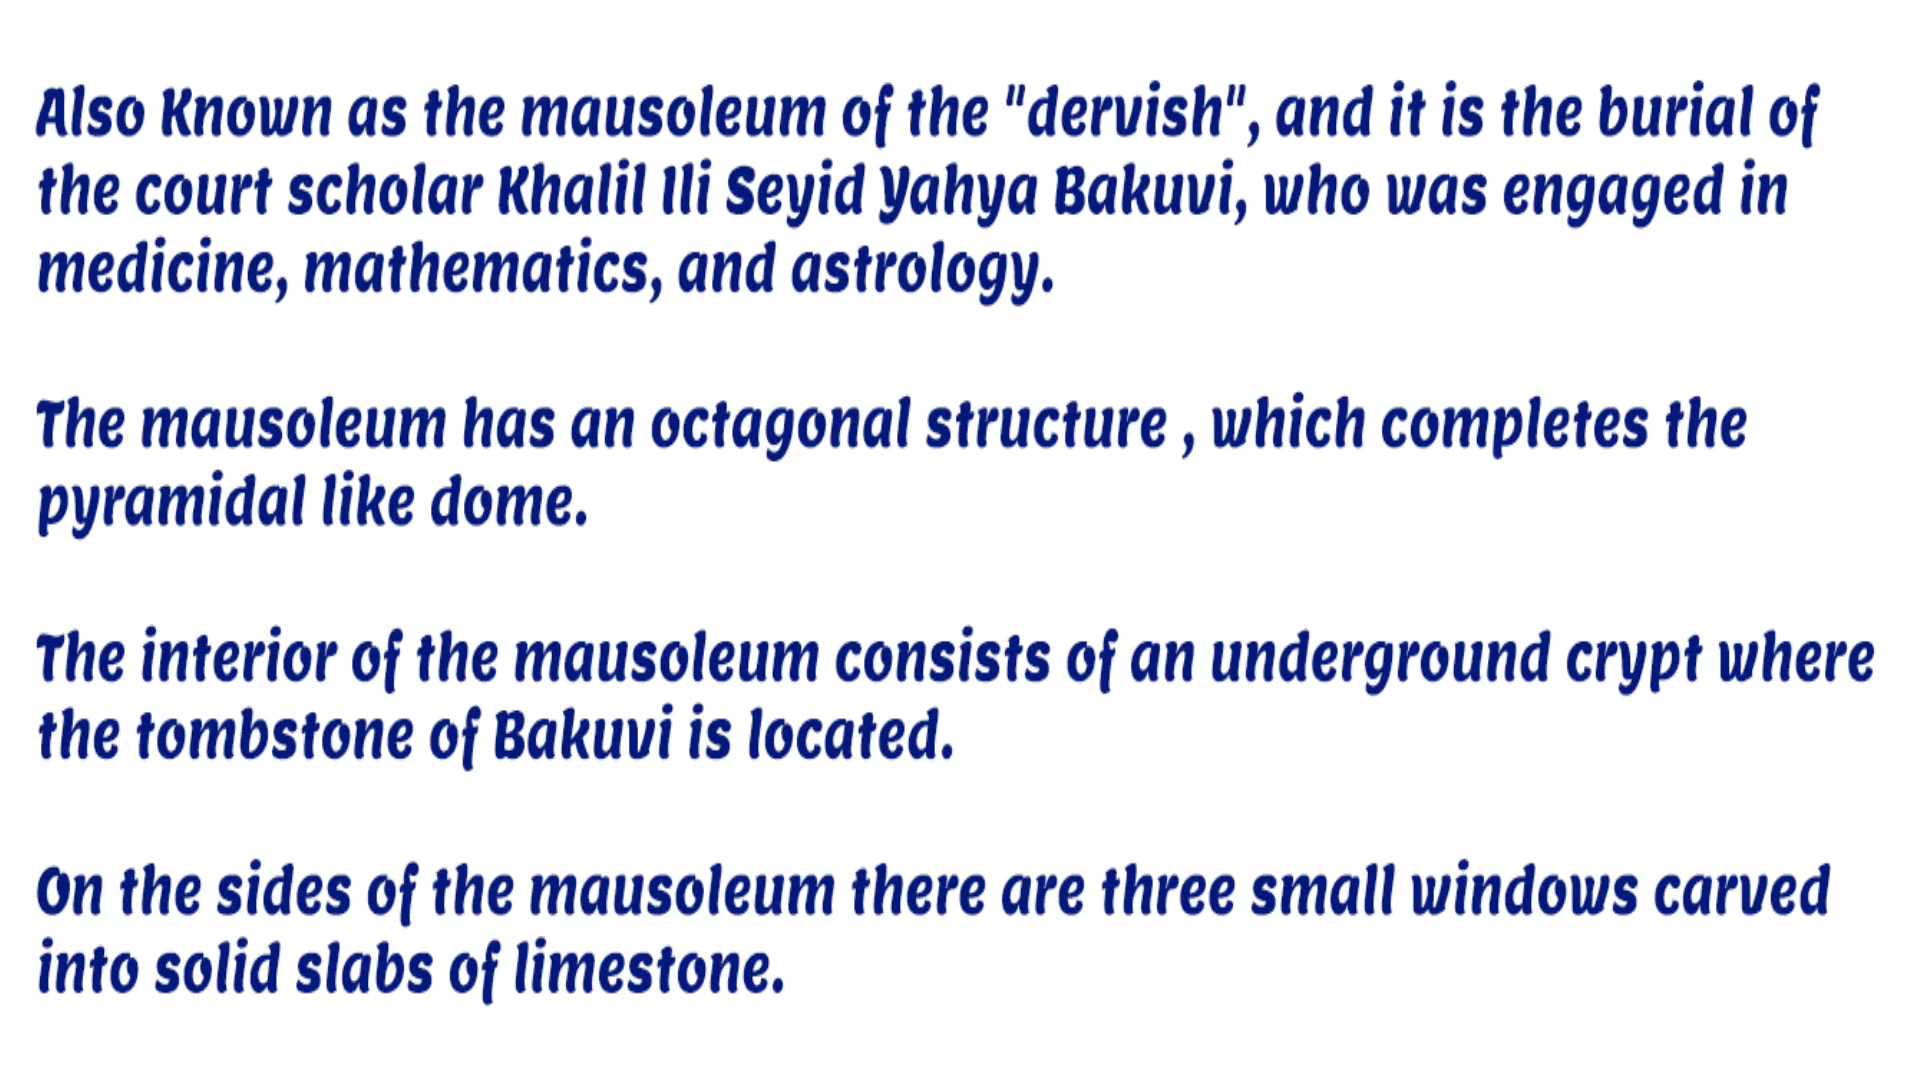 Also Known as the mausoleum of the "dervish", and it is the burial of
the court scholar Khalil Ili Seyid Yahya Bakuvi, who was engaged in
medicine, mathematics, and astrology.
The mausoleum has an octagonal structure , which completes the
pyramidal like dome.
The interior of the mausoleum consists of an underground crypt where
the tombstone of Bakuvi is located.
On the sides of the mausoleum there are three small windows carved
into solid slabs of limestone.